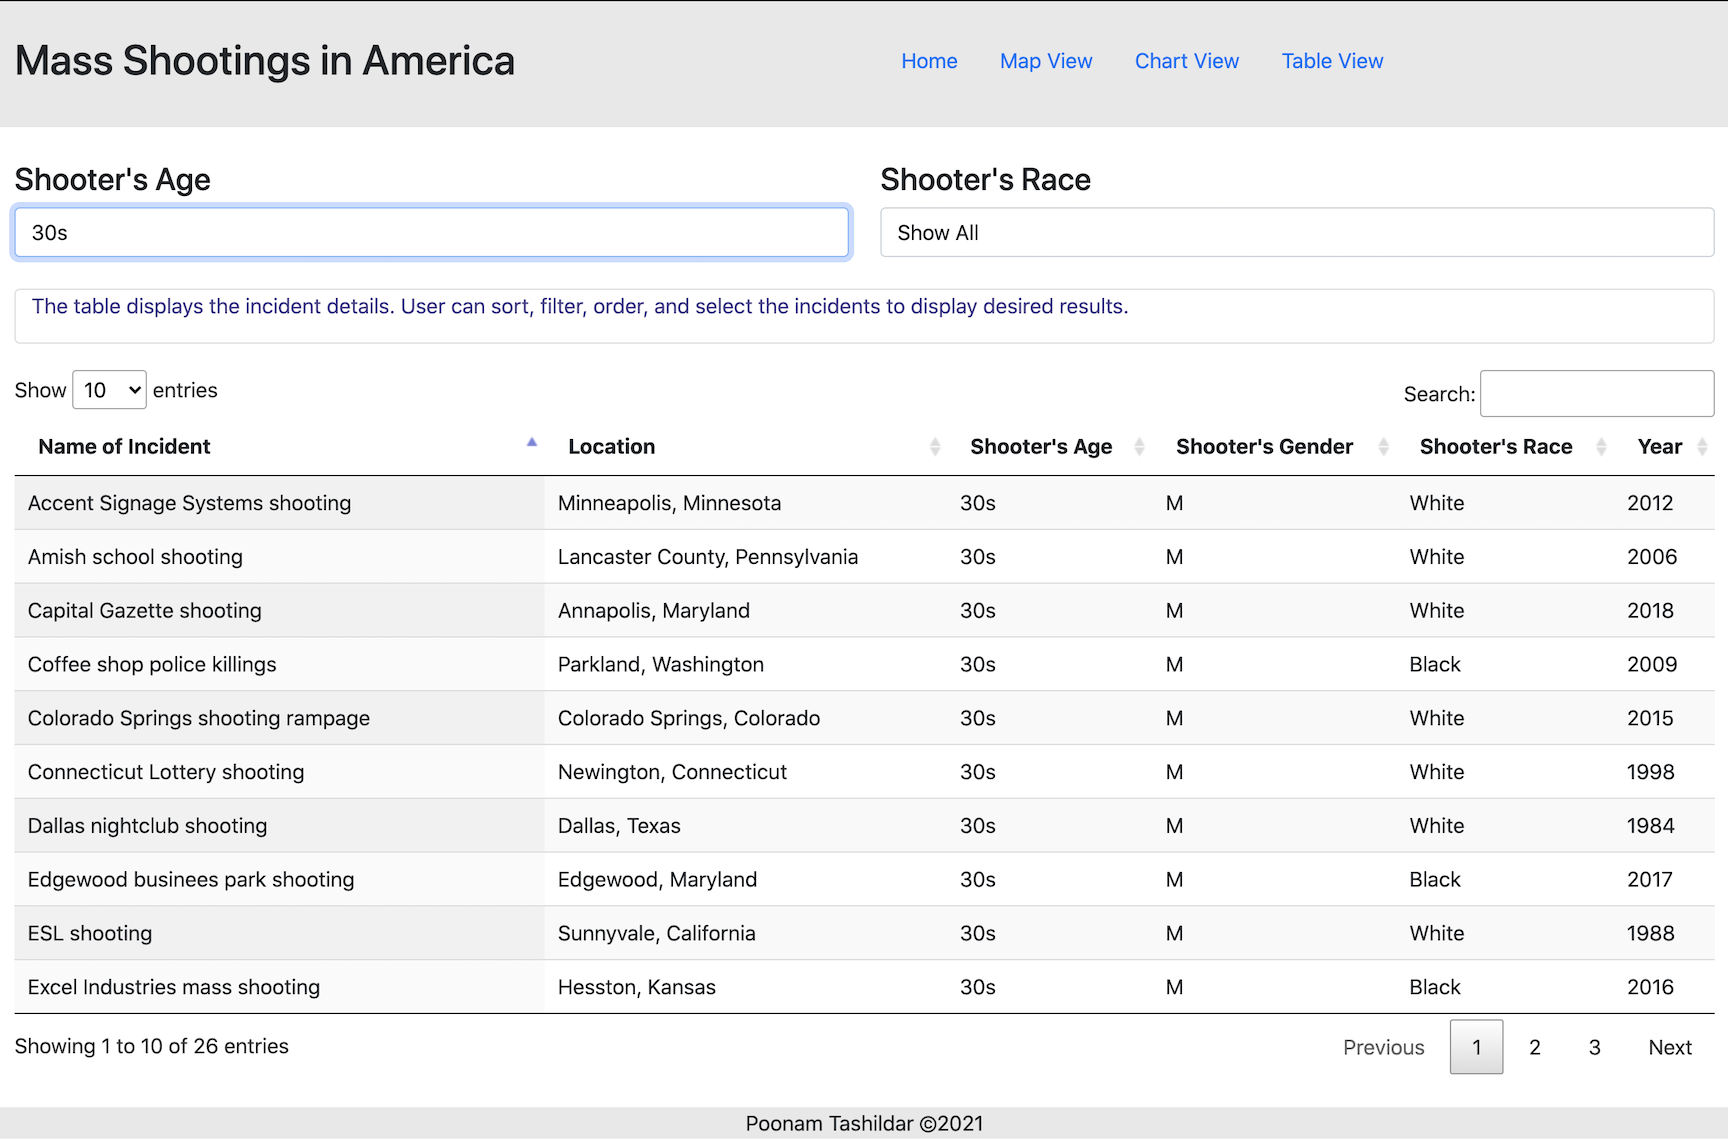 Mass Shootings in America Home Map View Chart View Table View
Shooter's Age Shooter's Race
30s Show All
The table displays the incident details. User can sort, filter, order, and select the incidents to display desired results.
Show 10 entries Search:
Name of Incident Location Shooter's Age Shooter's Gender Shooter's Race Year
Accent Signage Systems shooting Minneapolis, Minnesota 30s M White 2012
Amish school shooting Lancaster County, Pennsylvania 30s M White 2006
Capital Gazette shooting Annapolis, Maryland 30s M White 2018
Coffee shop police killings Parkland, Washington 30s M Black 2009
Colorado Springs shooting rampage Colorado Springs, Colorado 30s M White 2015
Connecticut Lottery shooting Newington, Connecticut 30s M White 1998
Dallas nightclub shooting Dallas, Texas 30s M White 1984
Edgewood businees park shooting Edgewood, Maryland 30s M Black 2017
ESL shooting Sunnyvale, California 30s M White 1988
Excel Industries mass shooting Hesston, Kansas 30s M Black 2016
Showing 1 to 10 of 26 entries Previous 1 2 3 Next
Poonam Tashildar ©2021